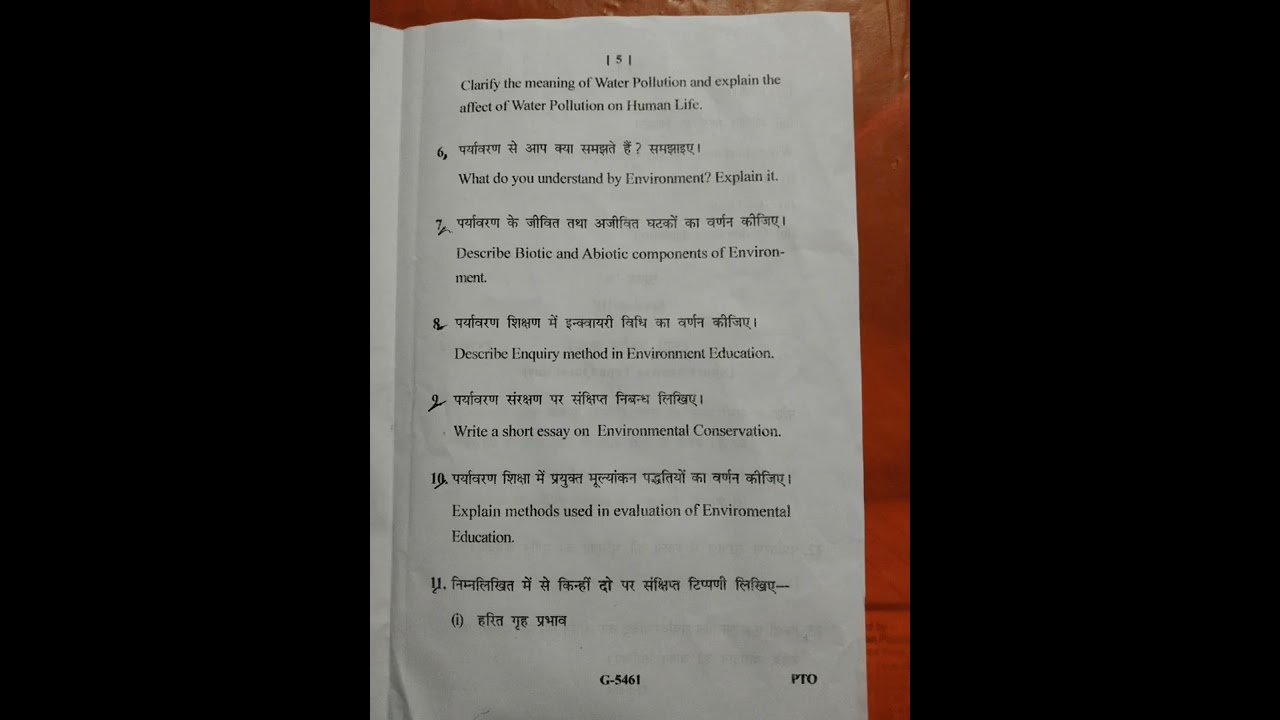 [ 5 ]
Clarify the meaning of Water Pollution and explain the
affect of Water Pollution on Human Life.
6, पर्यावरण से आप क्या समझते हैं? समझाइए।
What do you understand by Environment? Explain it.
7. पर्यावरण के जीवित तथा अजीवित घटकों का वर्णन कीजिए।
Describe Biotic and Abiotic components of Environ-
ment.
8. पर्यावरण शिक्षण में इन्क्वायरी विधि का वर्णन कीजिए।
Describe Enquiry method in Environment Education.
9. पर्यावरण संरक्षण पर संक्षिप्त निबन्ध लिखिए।
Write a short essay on Environmental Conservation.
10. पर्यावरण शिक्षा में प्रयुक्त मूल्यांकन पद्धतियों का वर्णन कीजिए।
Explain methods used in evaluation of Enviromental
Education.
11. निम्नलिखित में से किन्हीं दो पर संक्षिप्त टिप्पणी लिखिए—
(i) हरित गृह प्रभाव
G-5461 PTO